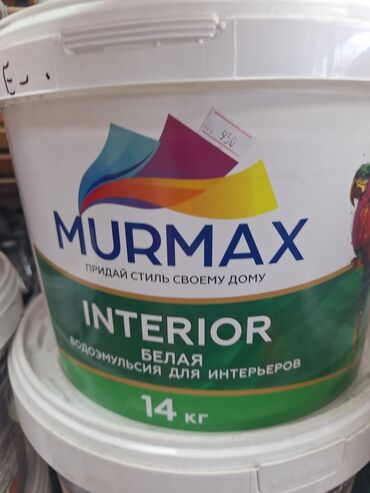 950
MURMAX
ПРИДАЙ СТИЛЬ СВОЕМУ ДОМУ
INTERIOR
БЕЛАЯ
ВОДОЭМУЛЬСИЯ ДЛЯ ИНТЕРЬЕРОВ
14 КГ